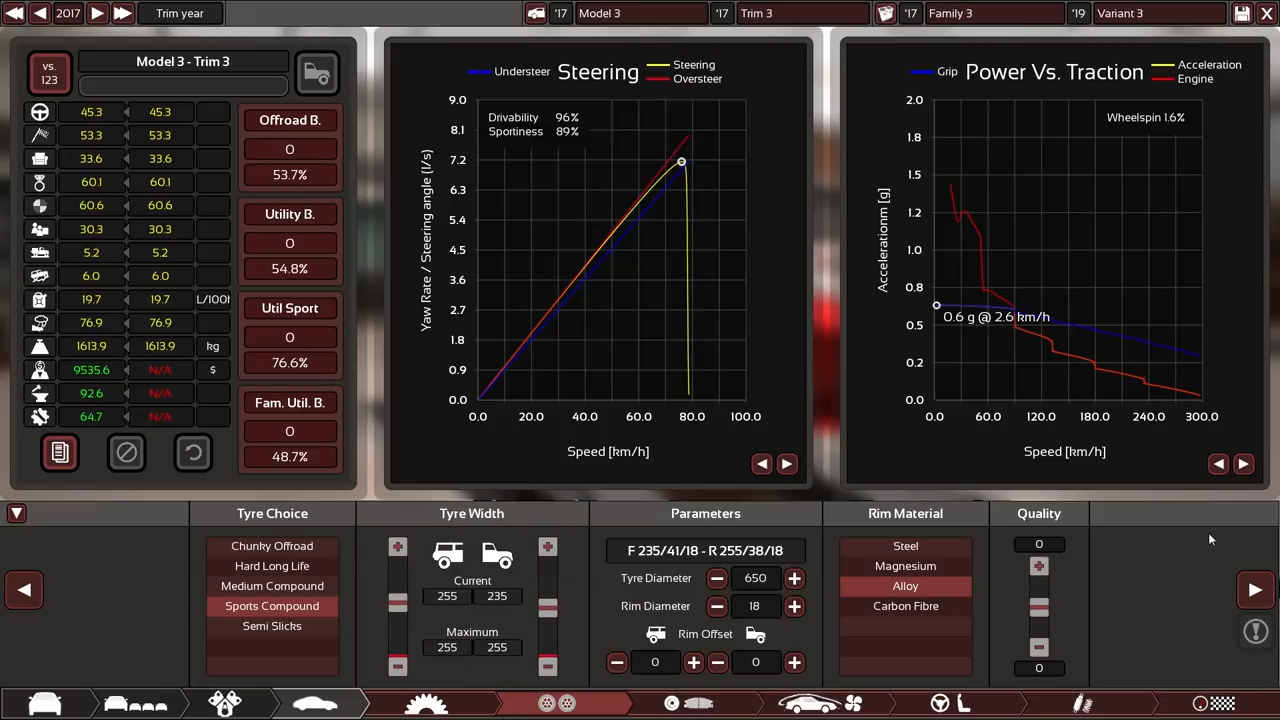 2017
Trim year
'17 Model 3
'17 Trim 3
'17 Family 3
'19 Variant 3
vs.
123
Model 3 - Trim 3
45.3 45.3
53.3 53.3
33.6 33.6
60.1 60.1
60.6 60.6
30.3 30.3
5.2 5.2
6.0 6.0
19.7 19.7 L/100
76.9 76.9
1613.9 1613.9 kg
9535.6 N/A $
92.6 N/A
64.7 N/A
Offroad B.
0
53.7%
Utility B.
0
54.8%
Util Sport
0
76.6%
Fam. Util. B.
0
48.7%
Understeer
Steering
Steering
Oversteer
Drivability 96%
Sportiness 89%
Yaw Rate / Steering angle (1/s)
9.0
8.1
7.2
6.3
5.4
4.5
3.6
2.7
1.8
0.9
0.0
0.0 20.0 40.0 60.0 80.0 100.0
Speed [km/h]
Grip
Power Vs. Traction
Acceleration
Engine
Wheelspin 1.6%
Accelerationm [g]
2.0
1.8
1.5
1.2
1.0
0.8
0.5
0.2
0.0
0.6 g @ 2.6 km/h
0.0 60.0 120.0 180.0 240.0 300.0
Speed [km/h]
Tyre Choice
Chunky Offroad
Hard Long Life
Medium Compound
Sports Compound
Semi Slicks
Tyre Width
Current
255 235
Maximum
255 255
Parameters
F 235/41/18 - R 255/38/18
Tyre Diameter 650
Rim Diameter 18
Rim Offset
0 0
Rim Material
Steel
Magnesium
Alloy
Carbon Fibre
Quality
0
0